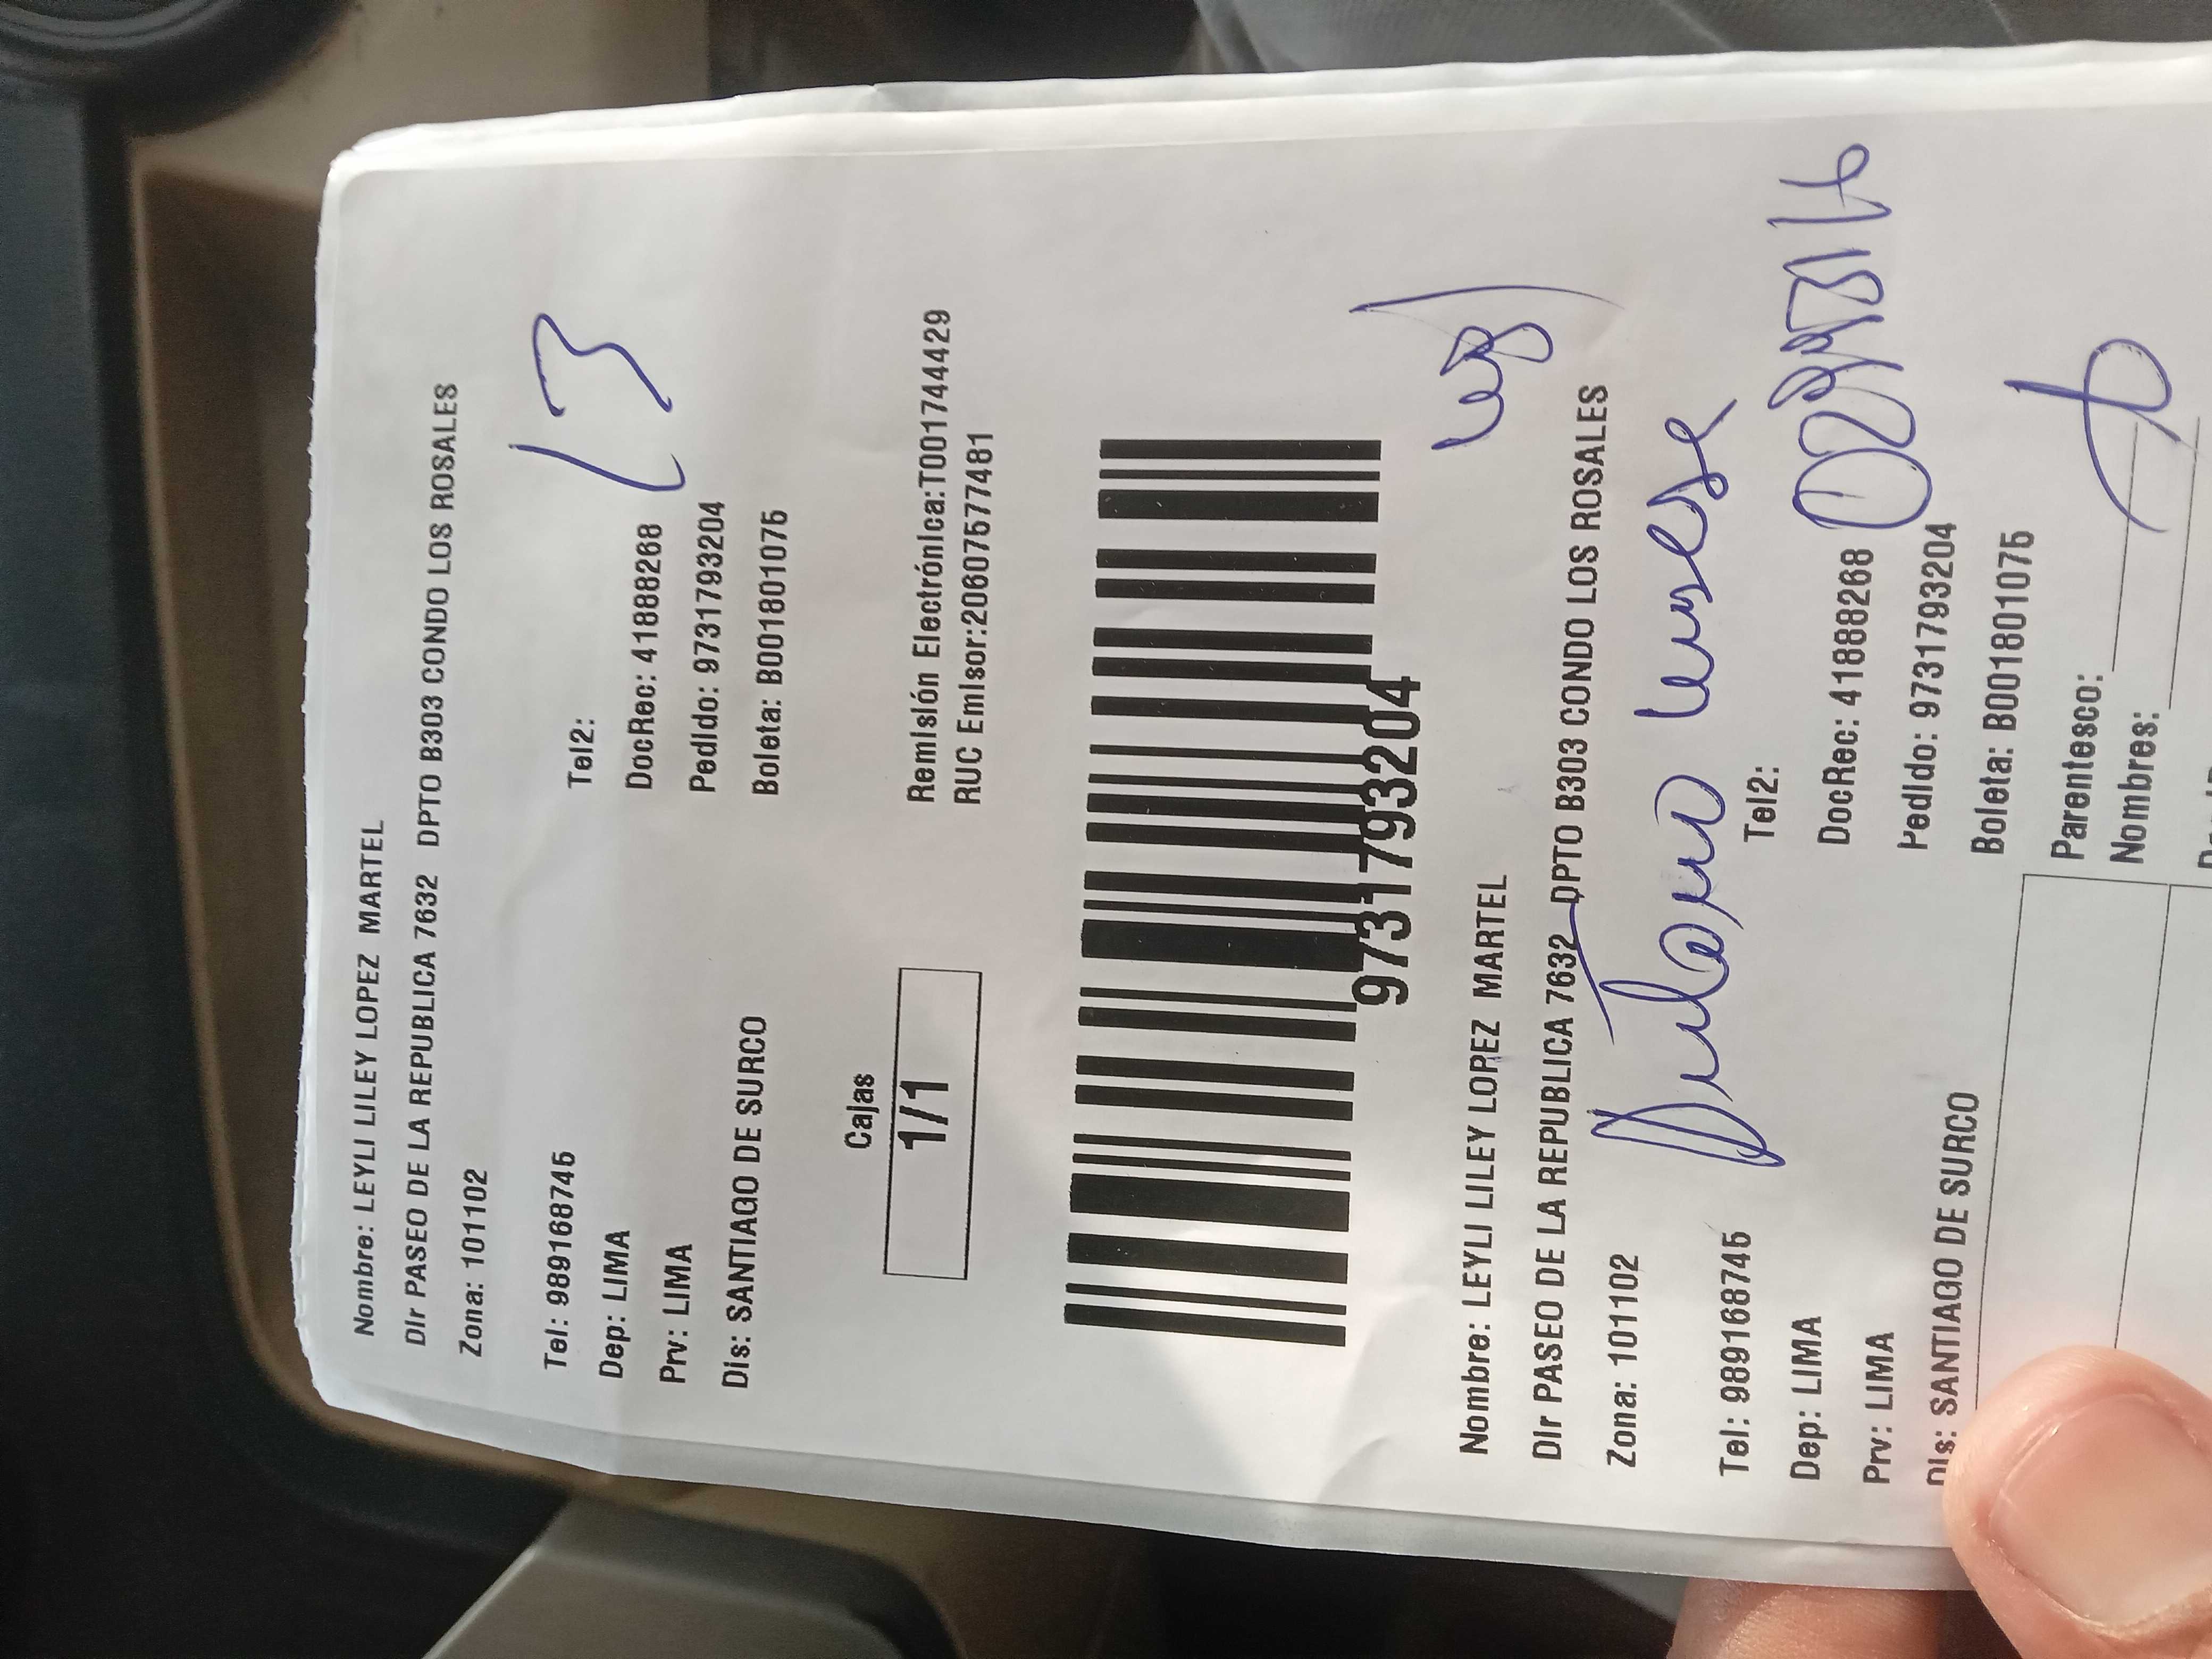 Nombre: LEYLI LILEY LOPEZ MARTEL
Dir PASEO DE LA REPUBLICA 7632 DPTO B303 CONDO LOS ROSALES
Zona: 101102
13
Tel: 989168745 Tel2:
Dep: LIMA DocRec: 41888268
Prv: LIMA Pedido: 97317793204
Dis: SANTIAGO DE SURCO Boleta: B001801075
Cajas
1/1
Remisión Electrónica:T001744429
RUC Emisor:20607577481
97317793204
Nombre: LEYLI LILEY LOPEZ MARTEL
Dir PASEO DE LA REPUBLICA 7632 DPTO B303 CONDO LOS ROSALES
Zona: 101102
Tel: 989168745 Tel2:
Dep: LIMA DocRec: 41888268
Prv: LIMA Pedido: 97317793204
Dis: SANTIAGO DE SURCO Boleta: B001801075
Parentesco:
Nombres: